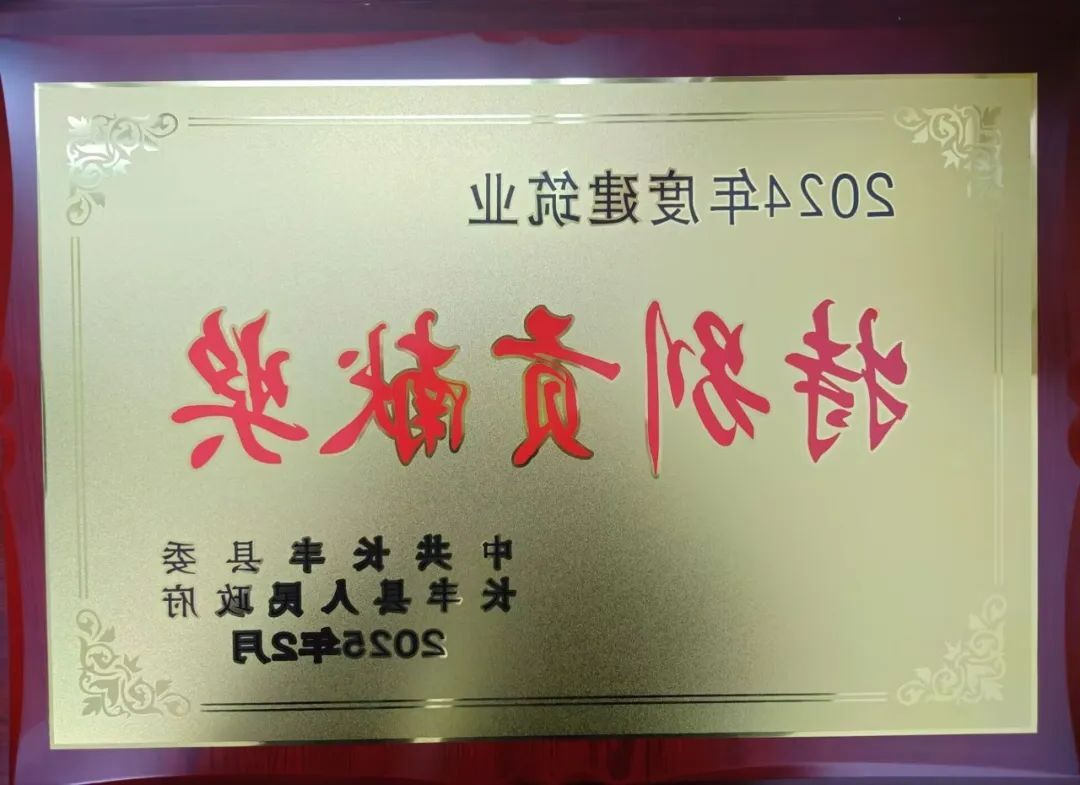 2024年度建筑业
特别贡献奖
中共长丰县委
长丰县人民政府
2025年2月